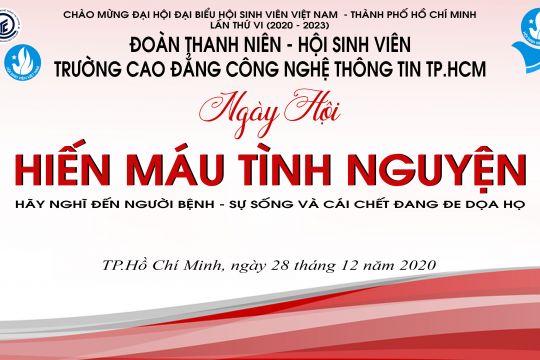 CHÀO MỪNG ĐẠI HỘI ĐẠI BIỂU HỘI SINH VIÊN VIỆT NAM - THÀNH PHỐ HỒ CHÍ MINH
LẦN THỨ VI (2020 - 2023)
ĐOÀN THANH NIÊN - HỘI SINH VIÊN
TRƯỜNG CAO ĐẲNG CÔNG NGHỆ THÔNG TIN TP.HCM
Ngày Hội
HIẾN MÁU TÌNH NGUYỆN
HÃY NGHĨ ĐẾN NGƯỜI BỆNH - SỰ SỐNG VÀ CÁI CHẾT ĐANG ĐE DỌA HỌ
TP.Hồ Chí Minh, ngày 28 tháng 12 năm 2020